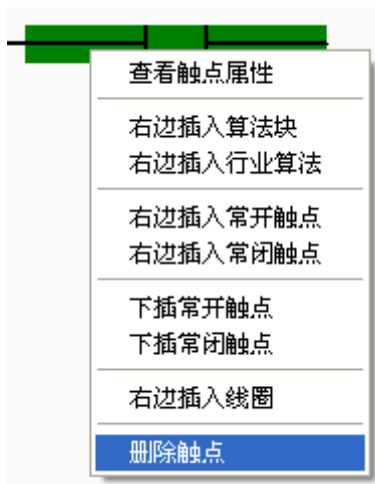 查看触点属性
右边插入算法块
右边插入行业算法
右边插入常开触点
右边插入常闭触点
下插常开触点
下插常闭触点
右边插入线圈
删除触点